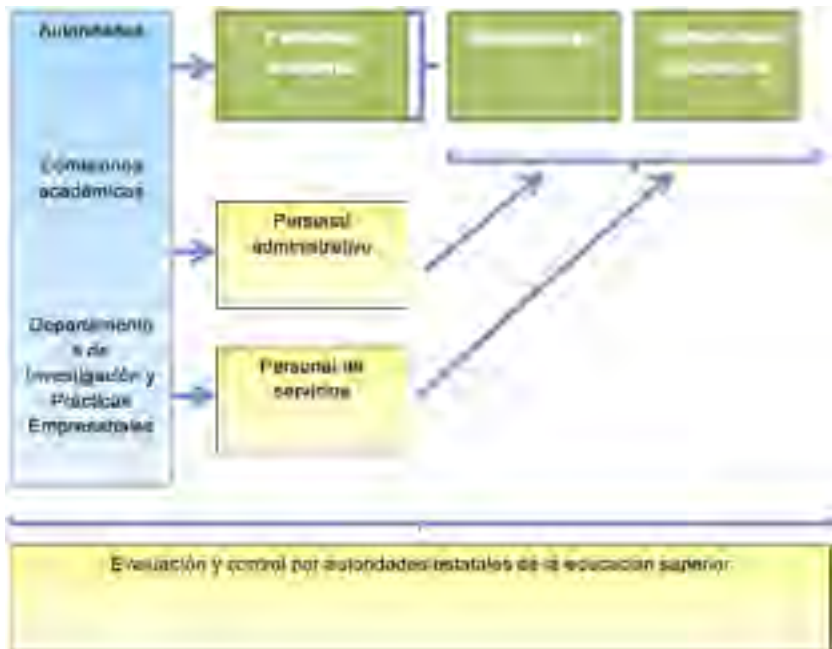 Autoridades
Comisiones
académicas
Departamento
s de
Investigación y
Prácticas
Empresariales
Personal
Personal
administrativo
Personal de
servicios
Evaluación y control por autoridades estatales de la educación superior